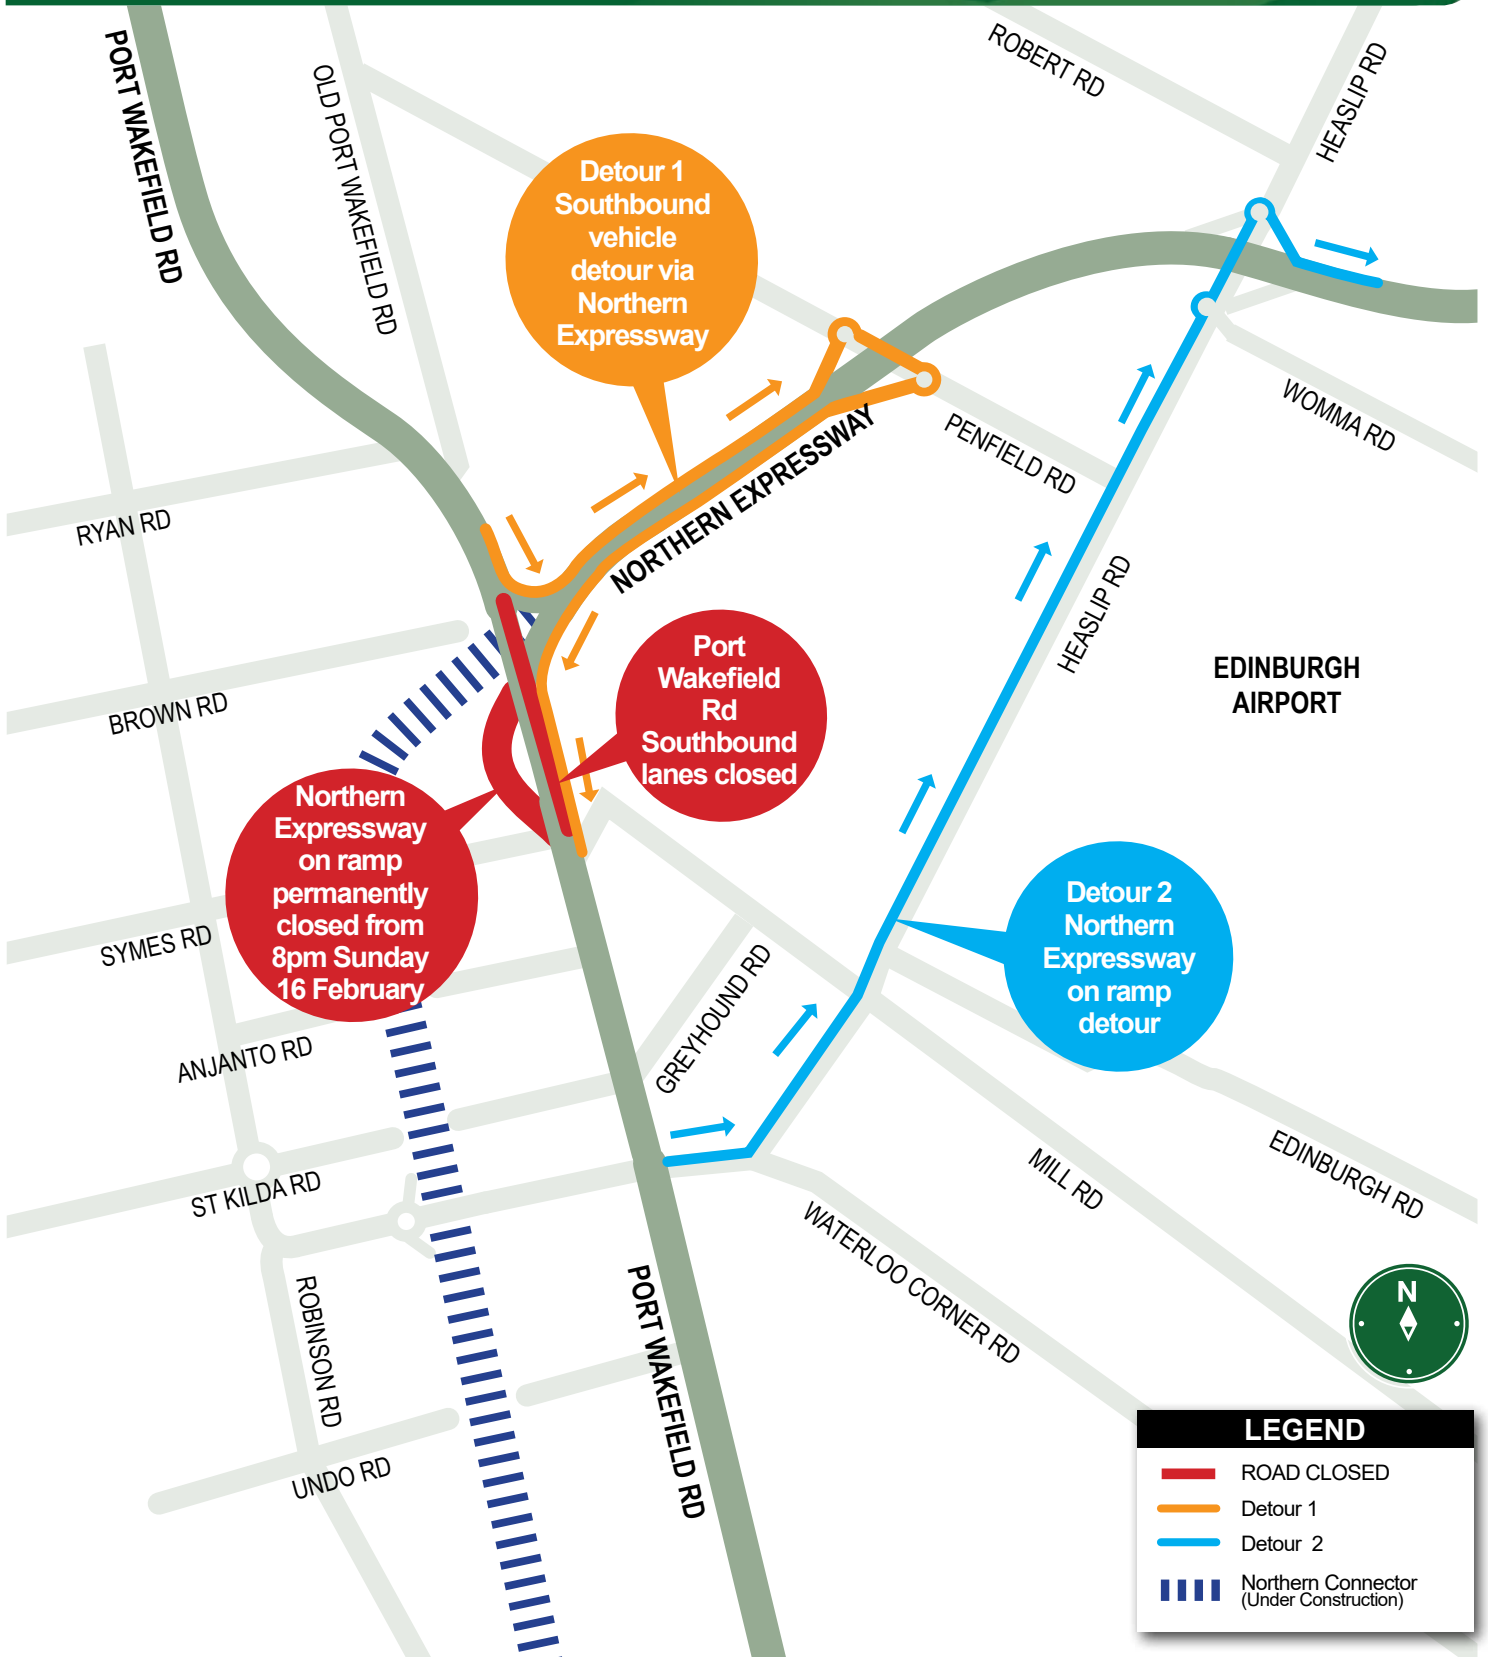 PORT WAKEFIELD RD
OLD PORT WAKEFIELD RD
ROBERT RD
HEASLIP RD
Detour 1
Southbound
vehicle
detour via
Northern
Expressway
WOMMA RD
PENFIELD RD
NORTHERN EXPRESSWAY
RYAN RD
HEASLIP RD
Port
Wakefield
Rd
Southbound
lanes closed
EDINBURGH
AIRPORT
BROWN RD
Northern
Expressway
on ramp
permanently
closed from
8pm Sunday
16 February
Detour 2
Northern
Expressway
on ramp
detour
SYMES RD
GREYHOUND RD
ANJANTO RD
ST KILDA RD
MILL RD
EDINBURGH RD
WATERLOO CORNER RD
ROBINSON RD
PORT WAKEFIELD RD
UNDO RD
N
LEGEND
ROAD CLOSED
Detour 1
Detour 2
Northern Connector
(Under Construction)